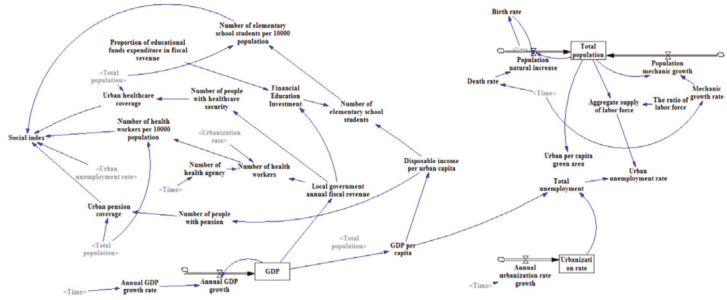 Birth rate
Number of elementary
school students per 10000
population
Proportion of educational
funds expenditure in fiscal
vevenue
Total
population
Population
natural increase
Population
mechanic growth
<Total
population>
Death rate
<Time>
Mechanic
growth rate
Urban healthcare
coverage
Number of people
with healthcare
security
Financial
Education
Investment
Number of
elementary school
students
Aggregate supply
of labor force
The ratio of
labor force
Number of health
workers per 10000
population
<Urbanization
rate>
Social index
<Urban
unemployment rate>
Number of
health agency
Number of health
workers
Disposable income
per urban capita
Urban per capita
green area
Urban
unemployment rate
<Time>
Local government
annual fiscal revenue
Total
unemployment
Urban pension
coverage
Number of people
with pension
<Total
population>
<Total
population>
GDP per
capita
GDP
Urbanizati
on rate
<Time>
Annual GDP
growth rate
Annual GDP
growth
Annual
urbanization rate
growth
<Time>